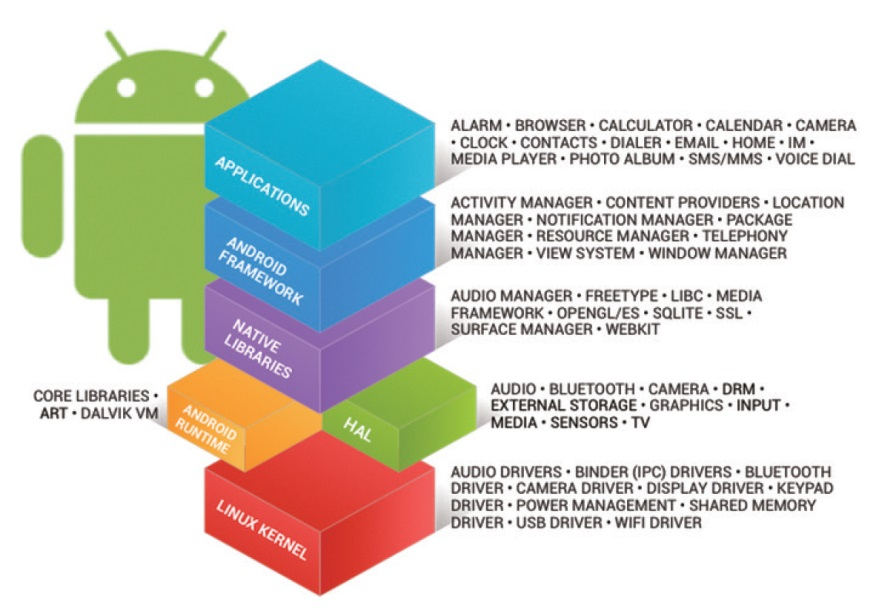 APPLICATIONS
ALARM • BROWSER • CALCULATOR • CALENDAR • CAMERA
• CLOCK • CONTACTS • DIALER • EMAIL • HOME • IM •
MEDIA PLAYER • PHOTO ALBUM • SMS/MMS • VOICE DIAL
ANDROID
FRAMEWORK
ACTIVITY MANAGER • CONTENT PROVIDERS • LOCATION
MANAGER • NOTIFICATION MANAGER • PACKAGE
MANAGER • RESOURCE MANAGER • TELEPHONY
MANAGER • VIEW SYSTEM • WINDOW MANAGER
NATIVE
LIBRARIES
AUDIO MANAGER • FREETYPE • LIBC • MEDIA
FRAMEWORK • OPENGL/ES • SQLITE • SSL •
SURFACE MANAGER • WEBKIT
CORE LIBRARIES •
ART • DALVIK VM
ANDROID
RUNTIME
HAL
AUDIO • BLUETOOTH • CAMERA • DRM •
EXTERNAL STORAGE • GRAPHICS • INPUT •
MEDIA • SENSORS • TV
LINUX KERNEL
AUDIO DRIVERS • BINDER (IPC) DRIVERS • BLUETOOTH
DRIVER • CAMERA DRIVER • DISPLAY DRIVER • KEYPAD
DRIVER • POWER MANAGEMENT • SHARED MEMORY
DRIVER • USB DRIVER • WIFI DRIVER